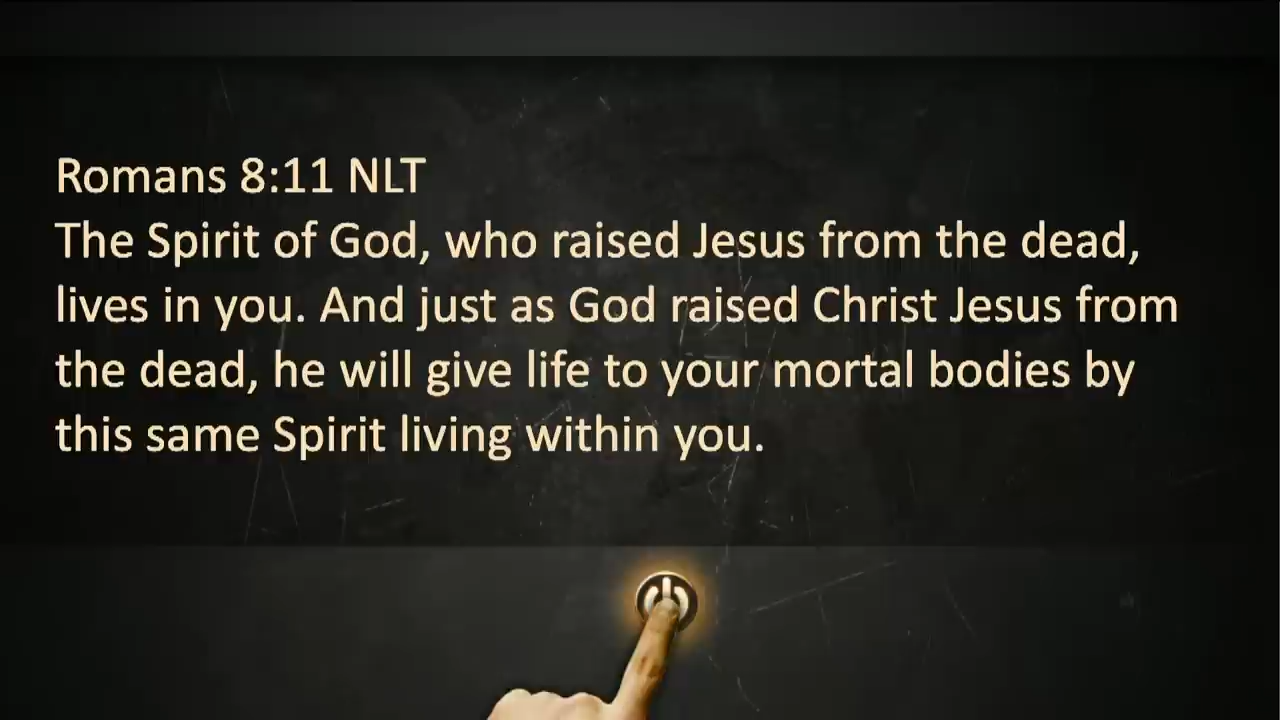 Romans 8:11 NLT
The Spirit of God, who raised Jesus from the dead,
lives in you. And just as God raised Christ Jesus from
the dead, he will give life to your mortal bodies by
this same Spirit living within you.